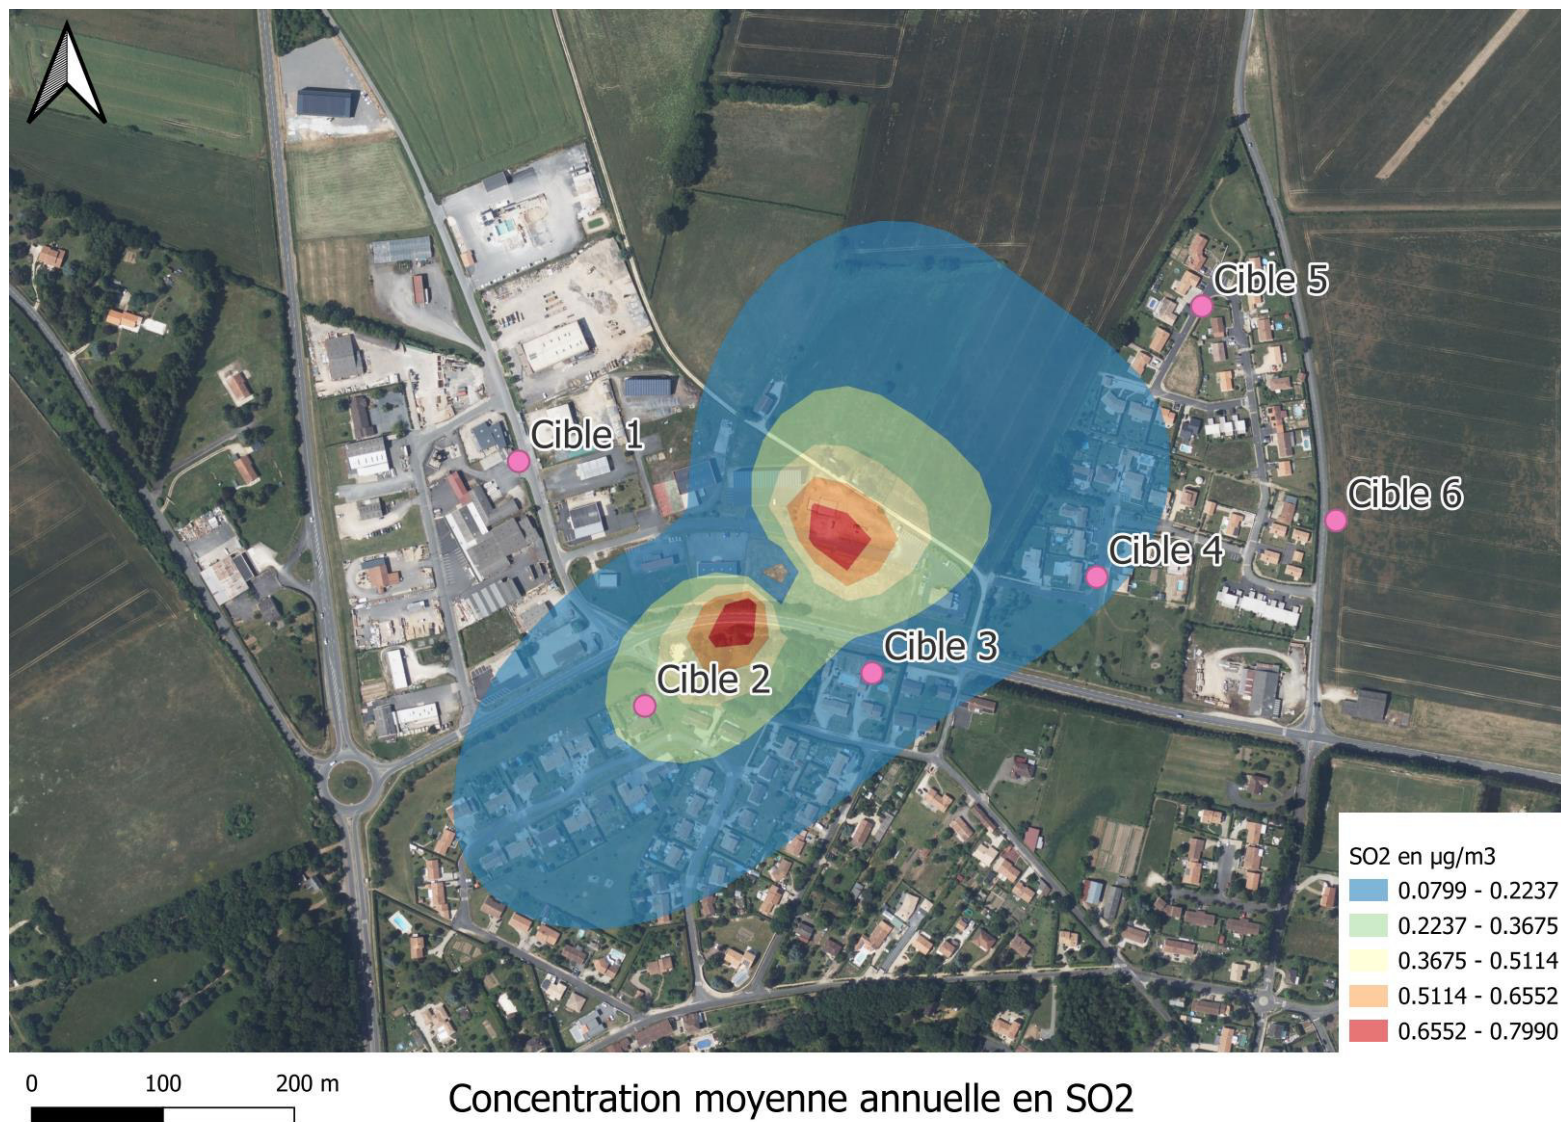 Cible 5
Cible 1
Cible 6
Cible 4
Cible 3
Cible 2
SO2 en µg/m3
0.0799 - 0.2237
0.2237 - 0.3675
0.3675 - 0.5114
0.5114 - 0.6552
0.6552 - 0.7990
0 100 200 m
Concentration moyenne annuelle en SO2